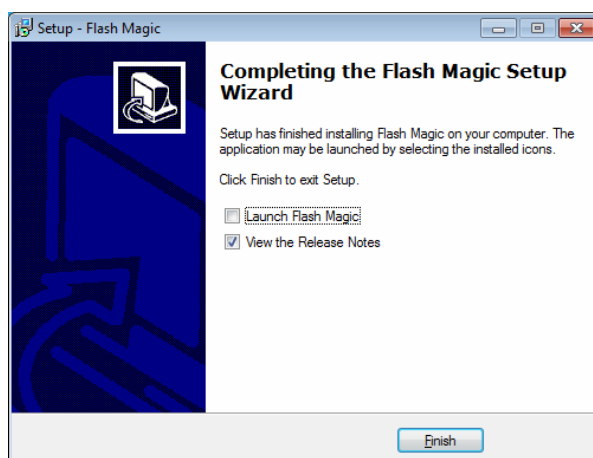 Setup - Flash Magic
Completing the Flash Magic Setup
Wizard
Setup has finished installing Flash Magic on your computer. The
application may be launched by selecting the installed icons.
Click Finish to exit Setup.
Launch Flash Magic
View the Release Notes
Finish